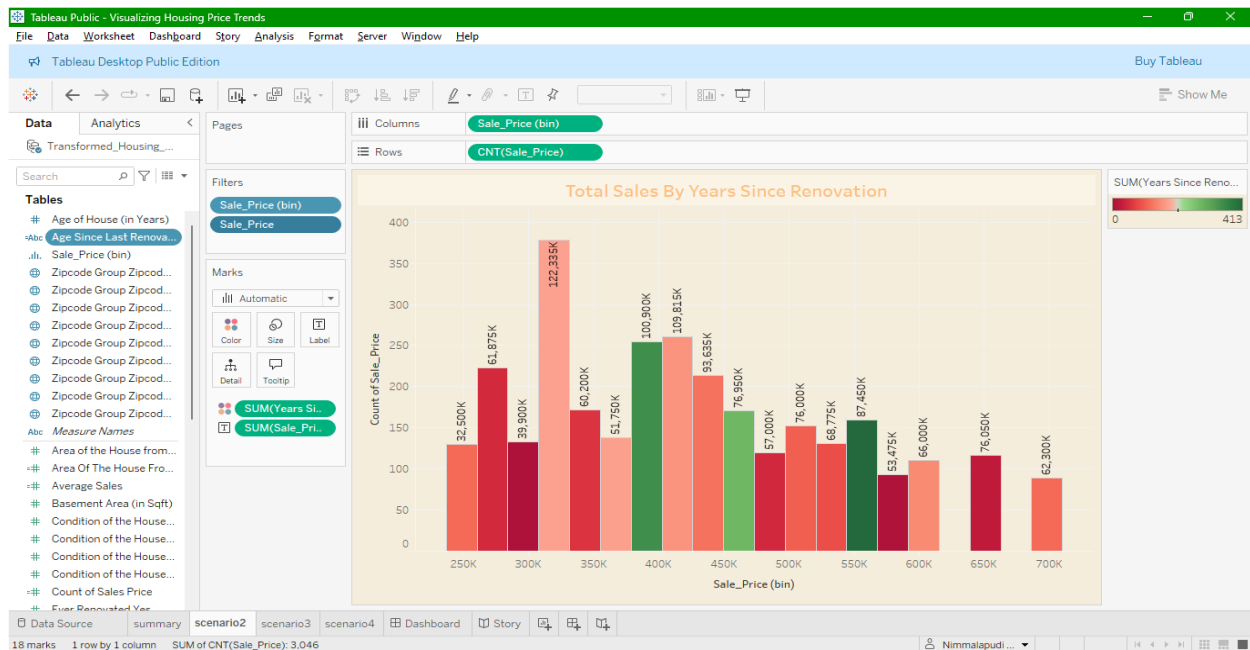 Tableau Public - Visualizing Housing Price Trends
File Data Worksheet Dashboard Story Analysis Format Server Window Help
Tableau Desktop Public Edition Buy Tableau
Show Me
Data Analytics
Transformed_Housing_...
Search
Tables
Age of House (in Years)
Age Since Last Renova...
Sale_Price (bin)
Zipcode Group Zipcod...
Zipcode Group Zipcod...
Zipcode Group Zipcod...
Zipcode Group Zipcod...
Zipcode Group Zipcod...
Zipcode Group Zipcod...
Zipcode Group Zipcod...
Zipcode Group Zipcod...
Zipcode Group Zipcod...
Abc Measure Names
Area of the House from...
Area Of The House Fro...
Average Sales
Basement Area (in Sqft)
Condition of the House...
Condition of the House...
Condition of the House...
Condition of the House...
Count of Sales Price
Ever Renovated Yes
Pages
Filters
Sale_Price (bin)
Sale_Price
Marks
Automatic
Color Size Label
Detail Tooltip
SUM(Years Si..
SUM(Sale_Pri..
Columns Sale_Price (bin)
Rows CNT(Sale_Price)
Total Sales By Years Since Renovation
Count of Sale_Price
400
350
300
250
200
150
100
50
0
32,500K
61,875K
39,900K
122,335K
60,200K
51,750K
100,900K
109,815K
93,635K
76,950K
57,000K
76,000K
68,775K
87,450K
53,475K
66,000K
76,050K
62,300K
250K 300K 350K 400K 450K 500K 550K 600K 650K 700K
Sale_Price (bin)
SUM(Years Since Reno...
0 413
Data Source summary scenario2 scenario3 scenario4 Dashboard Story
18 marks 1 row by 1 column SUM of CNT(Sale_Price): 3,046 Nimmalapudi ...